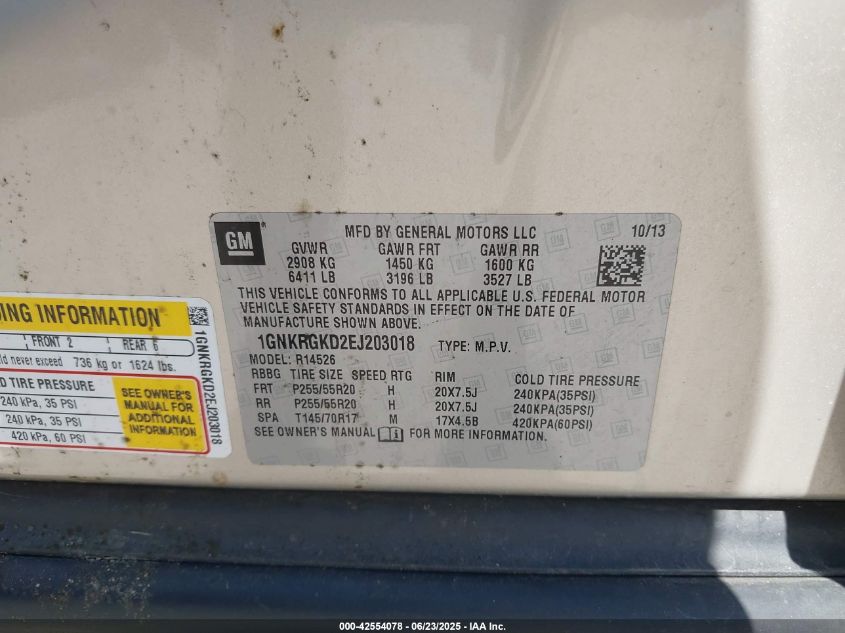 GM
MFD BY GENERAL MOTORS LLC 10/13
GVWR GAWR FRT GAWR RR
2908 KG 1450 KG 1600 KG
6411 LB 3196 LB 3527 LB
THIS VEHICLE CONFORMS TO ALL APPLICABLE U.S. FEDERAL MOTOR
VEHICLE SAFETY STANDARDS IN EFFECT ON THE DATE OF
MANUFACTURE SHOWN ABOVE.
1GNKRGKD2EJ203018 TYPE: M.P.V.
MODEL: R14526
RBBG TIRE SIZE SPEED RTG RIM COLD TIRE PRESSURE
FRT P255/55R20 H 20X7.5J 240KPA(35PSI)
RR P255/55R20 H 20X7.5J 240KPA(35PSI)
SPA T145/70R17 M 17X4.5B 420KPA(60PSI)
SEE OWNER'S MANUAL FOR MORE INFORMATION.
ING INFORMATION
FRONT 2 REAR 6
ld never exceed 736 kg or 1624 lbs.
D TIRE PRESSURE
240 kPa, 35 PSI
240 kPa, 35 PSI
420 kPa, 60 PSI
SEE OWNER'S
MANUAL FOR
ADDITIONAL
INFORMATION
1GNKRGKD2EJ203018
000-42554078 - 06/23/2025 - IAA Inc.